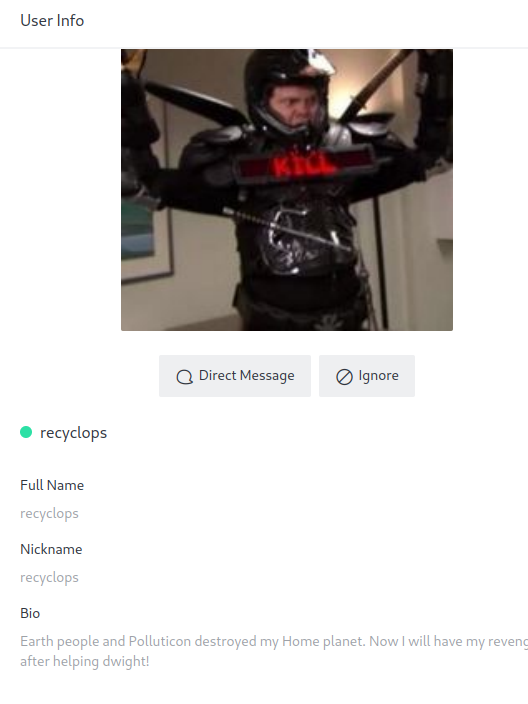 User Info
KILL
Direct Message
Ignore
recyclops
Full Name
recyclops
Nickname
recyclops
Bio
Earth people and Polluticon destroyed my Home planet. Now I will have my reveng
after helping dwight!